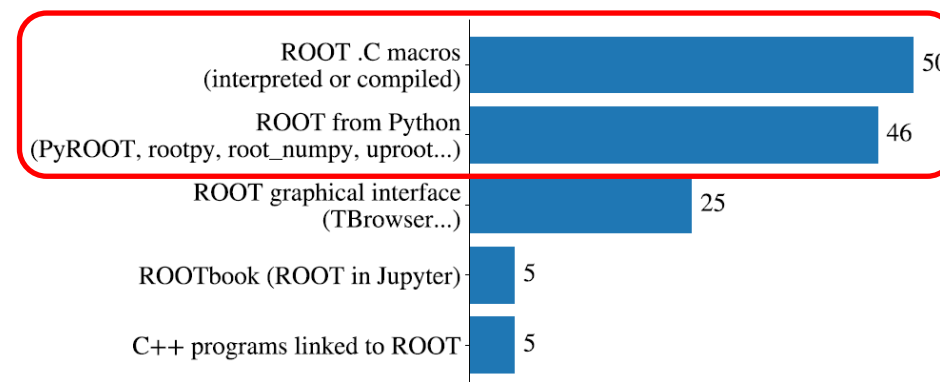 ROOT .C macros
(interpreted or compiled)
50
ROOT from Python
(PyROOT, rootpy, root_numpy, uproot...)
46
ROOT graphical interface
(TBrowser...)
25
ROOTbook (ROOT in Jupyter)
5
C++ programs linked to ROOT
5